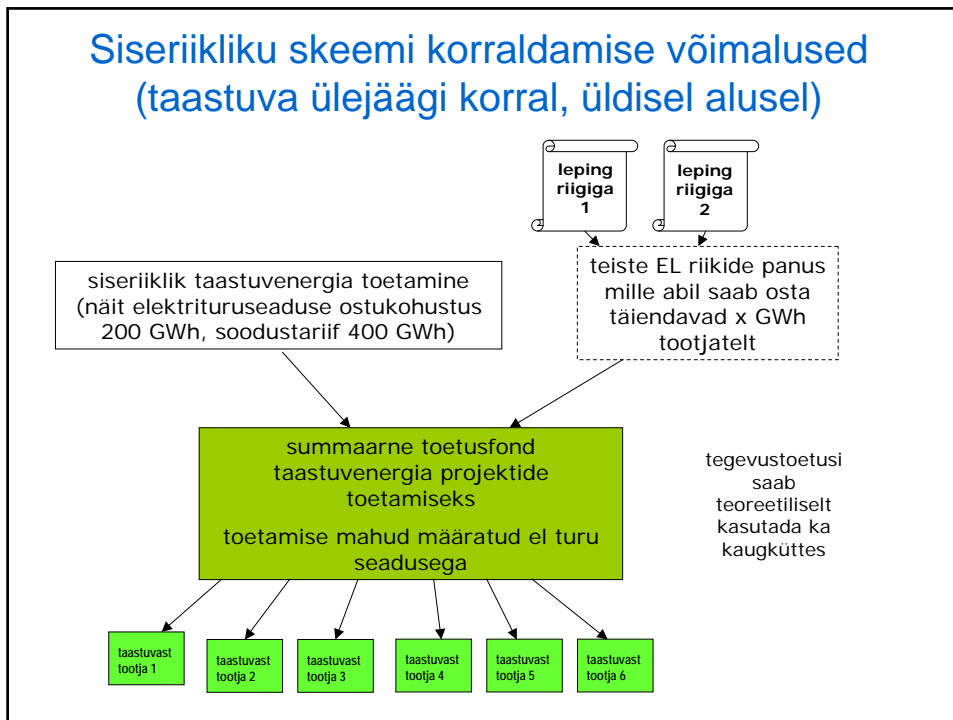 Siseriikliku skeemi korraldamise võimalused
(taastuva ülejäägi korral, üldisel alusel)
leping
riigiga
1
leping
riigiga
2
siseriiklik taastuvenergia toetamine
(näit elektrituruseaduse ostukohustus
200 GWh, soodustariif 400 GWh)
teiste EL riikide panus
mille abil saab osta
täiendavad x GWh
tootjatelt
summaarne toetusfond
taastuvenergia projektide
toetamiseks
toetamise mahud määratud el turu
seadusega
tegevustoetusi
saab
teoreetiliselt
kasutada ka
kaugküttes
taastuvast
tootja 1
taastuvast
tootja 2
taastuvast
tootja 3
taastuvast
tootja 4
taastuvast
tootja 5
taastuvast
tootja 6